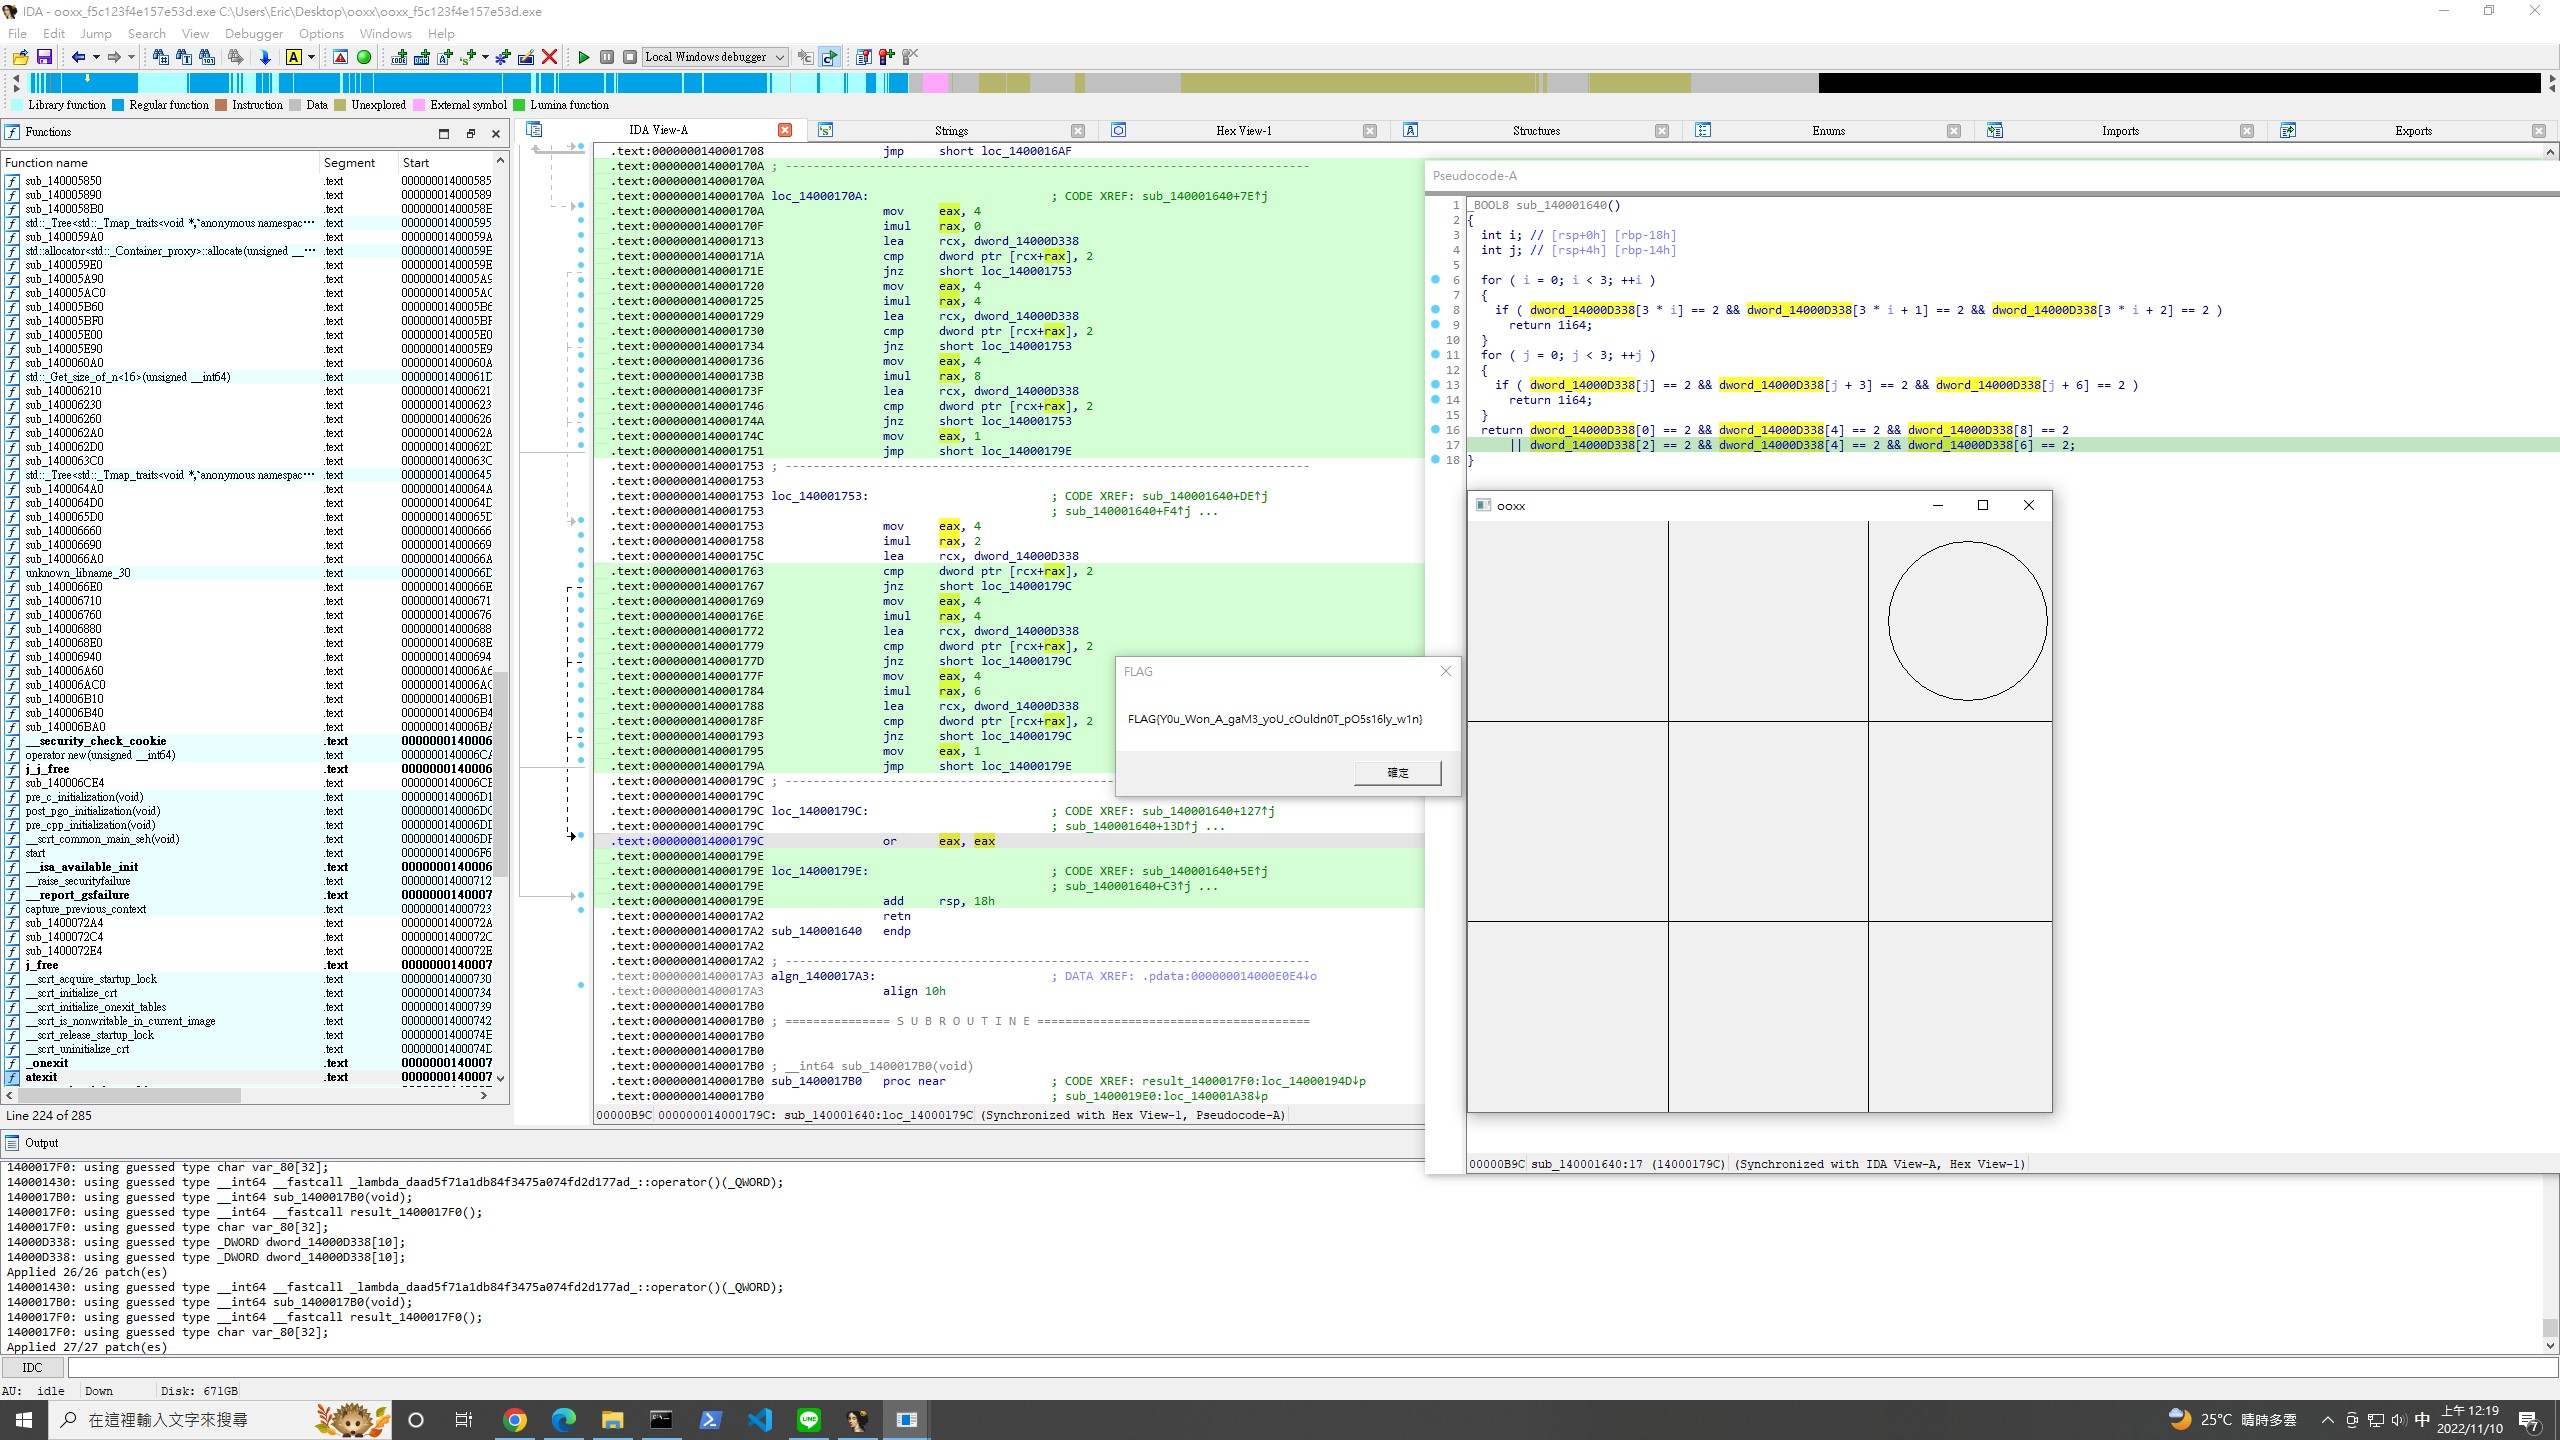 IDA - ooxx_f5c123f4e157e53d.exe C:\Users\Eric\Desktop\ooxx\ooxx_f5c123f4e157e53d.exe
File Edit Jump Search View Debugger Options Windows Help
Local Windows debugger
Library function Regular function Instruction Data Unexplored External symbol Lumina function
Functions
Function name Segment Start
sub_140005850 .text 000000014000585
sub_140005890 .text 000000014000589
sub_1400058B0 .text 00000001400058E
std::_Tree<std::_Tmap_traits<void *,`anonymous namespac… .text 000000014000595
sub_1400059A0 .text 00000001400059A
std::allocator<std::_Container_proxy>::allocate(unsigned __… .text 00000001400059E
sub_1400059E0 .text 00000001400059E
sub_140005A90 .text 0000000140005A9
sub_140005AC0 .text 0000000140005AC
sub_140005B60 .text 0000000140005B6
sub_140005BF0 .text 0000000140005BF
sub_140005E00 .text 0000000140005E0
sub_140005E90 .text 0000000140005E9
sub_1400060A0 .text 00000001400060A
std::_Get_size_of_n<16>(unsigned __int64) .text 00000001400061D
sub_140006210 .text 000000014000621
sub_140006230 .text 000000014000623
sub_140006260 .text 000000014000626
sub_1400062A0 .text 00000001400062A
sub_1400062D0 .text 00000001400062D
sub_1400063C0 .text 00000001400063C
std::_Tree<std::_Tmap_traits<void *,`anonymous namespac… .text 000000014000645
sub_1400064A0 .text 00000001400064A
sub_1400064D0 .text 00000001400064D
sub_1400065D0 .text 00000001400065D
sub_140006660 .text 000000014000666
sub_140006690 .text 000000014000669
sub_1400066A0 .text 00000001400066A
unknown_libname_30 .text 00000001400066D
sub_1400066E0 .text 00000001400066E
sub_140006710 .text 000000014000671
sub_140006760 .text 000000014000676
sub_140006880 .text 000000014000688
sub_1400068E0 .text 00000001400068E
sub_140006940 .text 000000014000694
sub_140006A60 .text 0000000140006A6
sub_140006AC0 .text 0000000140006AC
sub_140006B10 .text 0000000140006B1
sub_140006B40 .text 0000000140006B4
sub_140006BA0 .text 0000000140006BA
__security_check_cookie .text 0000000140006
operator new(unsigned __int64) .text 0000000140006CA
j_j_free .text 0000000140006
sub_140006CE4 .text 0000000140006CE
pre_c_initialization(void) .text 0000000140006D1
post_pgo_initialization(void) .text 0000000140006DC
pre_cpp_initialization(void) .text 0000000140006DD
__scrt_common_main_seh(void) .text 0000000140006DF
start .text 0000000140006F6
__isa_available_init .text 0000000140006
__raise_securityfailure .text 000000014000712
__report_gsfailure .text 0000000140007
capture_previous_context .text 000000014000723
sub_1400072A4 .text 00000001400072A
sub_1400072C4 .text 00000001400072C
sub_1400072E4 .text 00000001400072E
j_free .text 0000000140007
__scrt_acquire_startup_lock .text 000000014000730
__scrt_initialize_crt .text 000000014000734
__scrt_initialize_onexit_tables .text 000000014000739
__scrt_is_nonwritable_in_current_image .text 000000014000742
__scrt_release_startup_lock .text 00000001400074E
__scrt_uninitialize_crt .text 00000001400074D
_onexit .text 0000000140007
atexit .text 0000000140007
Line 224 of 285
IDA View-A Strings Hex View-1 Structures Enums Imports Exports
.text:0000000140001708 jmp short loc_1400016AF
.text:000000014000170A ; ---------------------------------------------------------------------------
.text:000000014000170A
.text:000000014000170A loc_14000170A: ; CODE XREF: sub_140001640+7E↑j
.text:000000014000170A mov eax, 4
.text:000000014000170F imul rax, 0
.text:0000000140001713 lea rcx, dword_14000D338
.text:000000014000171A cmp dword ptr [rcx+rax], 2
.text:000000014000171E jnz short loc_140001753
.text:0000000140001720 mov eax, 4
.text:0000000140001725 imul rax, 4
.text:0000000140001729 lea rcx, dword_14000D338
.text:0000000140001730 cmp dword ptr [rcx+rax], 2
.text:0000000140001734 jnz short loc_140001753
.text:0000000140001736 mov eax, 4
.text:000000014000173B imul rax, 8
.text:000000014000173F lea rcx, dword_14000D338
.text:0000000140001746 cmp dword ptr [rcx+rax], 2
.text:000000014000174A jnz short loc_140001753
.text:000000014000174C mov eax, 1
.text:0000000140001751 jmp short loc_14000179E
.text:0000000140001753 ; ---------------------------------------------------------------------------
.text:0000000140001753
.text:0000000140001753 loc_140001753: ; CODE XREF: sub_140001640+DE↑j
.text:0000000140001753 ; sub_140001640+F4↑j ...
.text:0000000140001753 mov eax, 4
.text:0000000140001758 imul rax, 2
.text:000000014000175C lea rcx, dword_14000D338
.text:0000000140001763 cmp dword ptr [rcx+rax], 2
.text:0000000140001767 jnz short loc_14000179C
.text:0000000140001769 mov eax, 4
.text:000000014000176E imul rax, 4
.text:0000000140001772 lea rcx, dword_14000D338
.text:0000000140001779 cmp dword ptr [rcx+rax], 2
.text:000000014000177D jnz short loc_14000179C
.text:000000014000177F mov eax, 4
.text:0000000140001784 imul rax, 6
.text:0000000140001788 lea rcx, dword_14000D338
.text:000000014000178F cmp dword ptr [rcx+rax], 2
.text:0000000140001793 jnz short loc_14000179C
.text:0000000140001795 mov eax, 1
.text:000000014000179A jmp short loc_14000179E
.text:000000014000179C ; -----------------------------------------------
.text:000000014000179C
.text:000000014000179C loc_14000179C: ; CODE XREF: sub_140001640+127↑j
.text:000000014000179C ; sub_140001640+13D↑j ...
.text:000000014000179C or eax, eax
.text:000000014000179E
.text:000000014000179E loc_14000179E: ; CODE XREF: sub_140001640+5E↑j
.text:000000014000179E ; sub_140001640+C3↑j ...
.text:000000014000179E add rsp, 18h
.text:00000001400017A2 retn
.text:00000001400017A2 sub_140001640 endp
.text:00000001400017A2
.text:00000001400017A2 ; ---------------------------------------------------------------------------
.text:00000001400017A3 algn_1400017A3: ; DATA XREF: .pdata:000000014000E0E4↓o
.text:00000001400017A3 align 10h
.text:00000001400017B0
.text:00000001400017B0 ; =============== S U B R O U T I N E =======================================
.text:00000001400017B0
.text:00000001400017B0
.text:00000001400017B0 ; __int64 sub_1400017B0(void)
.text:00000001400017B0 sub_1400017B0 proc near ; CODE XREF: result_1400017F0:loc_14000194D↓p
.text:00000001400017B0 ; sub_1400019E0:loc_140001A38↓p
00000B9C 000000014000179C: sub_140001640:loc_14000179C (Synchronized with Hex View-1, Pseudocode-A)
Pseudocode-A
1 _BOOL8 sub_140001640()
2 {
3 int i; // [rsp+0h] [rbp-18h]
4 int j; // [rsp+4h] [rbp-14h]
5
6 for ( i = 0; i < 3; ++i )
7 {
8 if ( dword_14000D338[3 * i] == 2 && dword_14000D338[3 * i + 1] == 2 && dword_14000D338[3 * i + 2] == 2 )
9 return 1i64;
10 }
11 for ( j = 0; j < 3; ++j )
12 {
13 if ( dword_14000D338[j] == 2 && dword_14000D338[j + 3] == 2 && dword_14000D338[j + 6] == 2 )
14 return 1i64;
15 }
16 return dword_14000D338[0] == 2 && dword_14000D338[4] == 2 && dword_14000D338[8] == 2
17 || dword_14000D338[2] == 2 && dword_14000D338[4] == 2 && dword_14000D338[6] == 2;
18 }
ooxx
FLAG
FLAG{Y0u_Won_A_gaM3_yoU_cOuldn0T_pO5s16ly_w1n}
確定
00000B9C sub_140001640:17 (14000179C) (Synchronized with IDA View-A, Hex View-1)
Output
1400017F0: using guessed type char var_80[32];
140001430: using guessed type __int64 __fastcall _lambda_daad5f71a1db84f3475a074fd2d177ad_::operator()(_QWORD);
1400017B0: using guessed type __int64 sub_1400017B0(void);
1400017F0: using guessed type __int64 __fastcall result_1400017F0();
1400017F0: using guessed type char var_80[32];
14000D338: using guessed type _DWORD dword_14000D338[10];
14000D338: using guessed type _DWORD dword_14000D338[10];
Applied 26/26 patch(es)
140001430: using guessed type __int64 __fastcall _lambda_daad5f71a1db84f3475a074fd2d177ad_::operator()(_QWORD);
1400017B0: using guessed type __int64 sub_1400017B0(void);
1400017F0: using guessed type __int64 __fastcall result_1400017F0();
1400017F0: using guessed type char var_80[32];
Applied 27/27 patch(es)
IDC
AU: idle Down Disk: 671GB
在這裡輸入文字來搜尋
25°C 晴時多雲
中
上午 12:19
2022/11/10
7